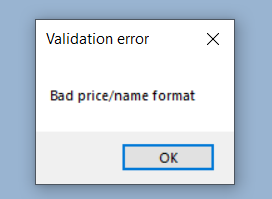 Validation error
Bad price/name format
OK